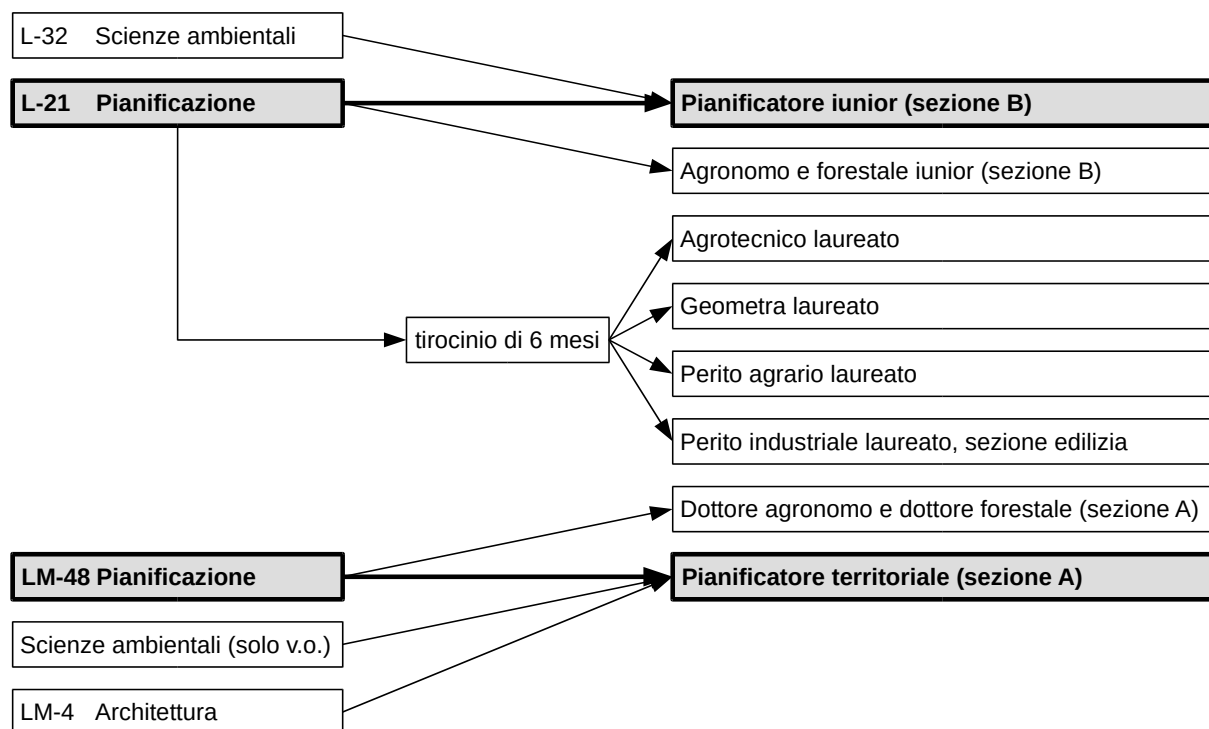 L-32 Scienze ambientali
L-21 Pianificazione
Pianificatore iunior (sezione B)
Agronomo e forestale iunior (sezione B)
Agrotecnico laureato
Geometra laureato
tirocinio di 6 mesi
Perito agrario laureato
Perito industriale laureato, sezione edilizia
Dottore agronomo e dottore forestale (sezione A)
LM-48 Pianificazione
Pianificatore territoriale (sezione A)
Scienze ambientali (solo v.o.)
LM-4 Architettura